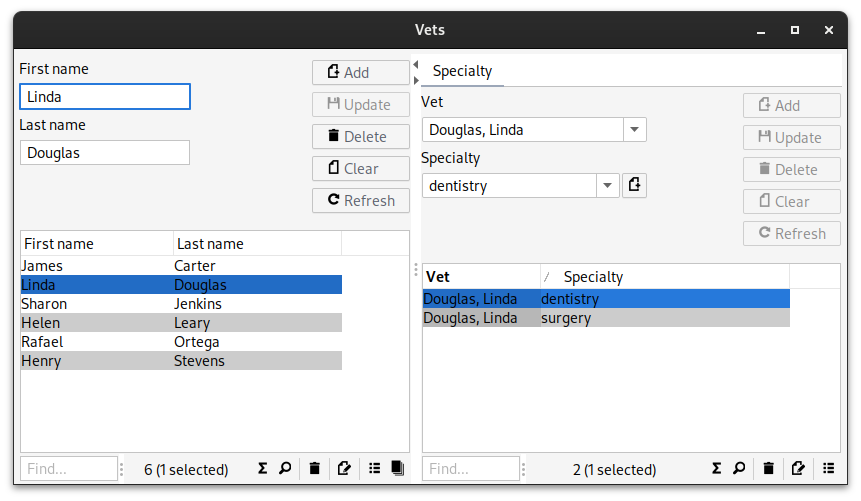 Vets
First name
Linda
Last name
Douglas
Add
Update
Delete
Clear
Refresh
First name Last name
James Carter
Linda Douglas
Sharon Jenkins
Helen Leary
Rafael Ortega
Henry Stevens
Find... 6 (1 selected)
Specialty
Vet
Douglas, Linda
Specialty
dentistry
Add
Update
Delete
Clear
Refresh
Vet / Specialty
Douglas, Linda dentistry
Douglas, Linda surgery
Find... 2 (1 selected)